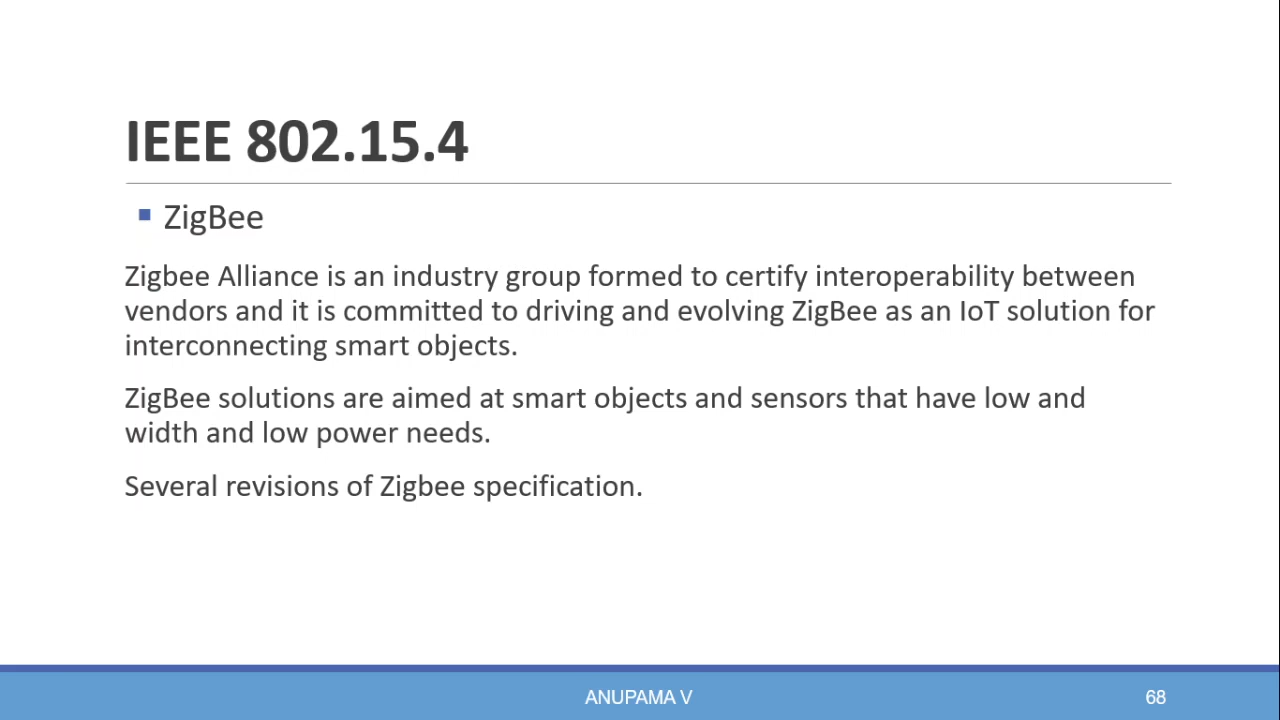 IEEE 802.15.4
▪ ZigBee
Zigbee Alliance is an industry group formed to certify interoperability between
vendors and it is committed to driving and evolving ZigBee as an IoT solution for
interconnecting smart objects.
ZigBee solutions are aimed at smart objects and sensors that have low and
width and low power needs.
Several revisions of Zigbee specification.
ANUPAMA V
68